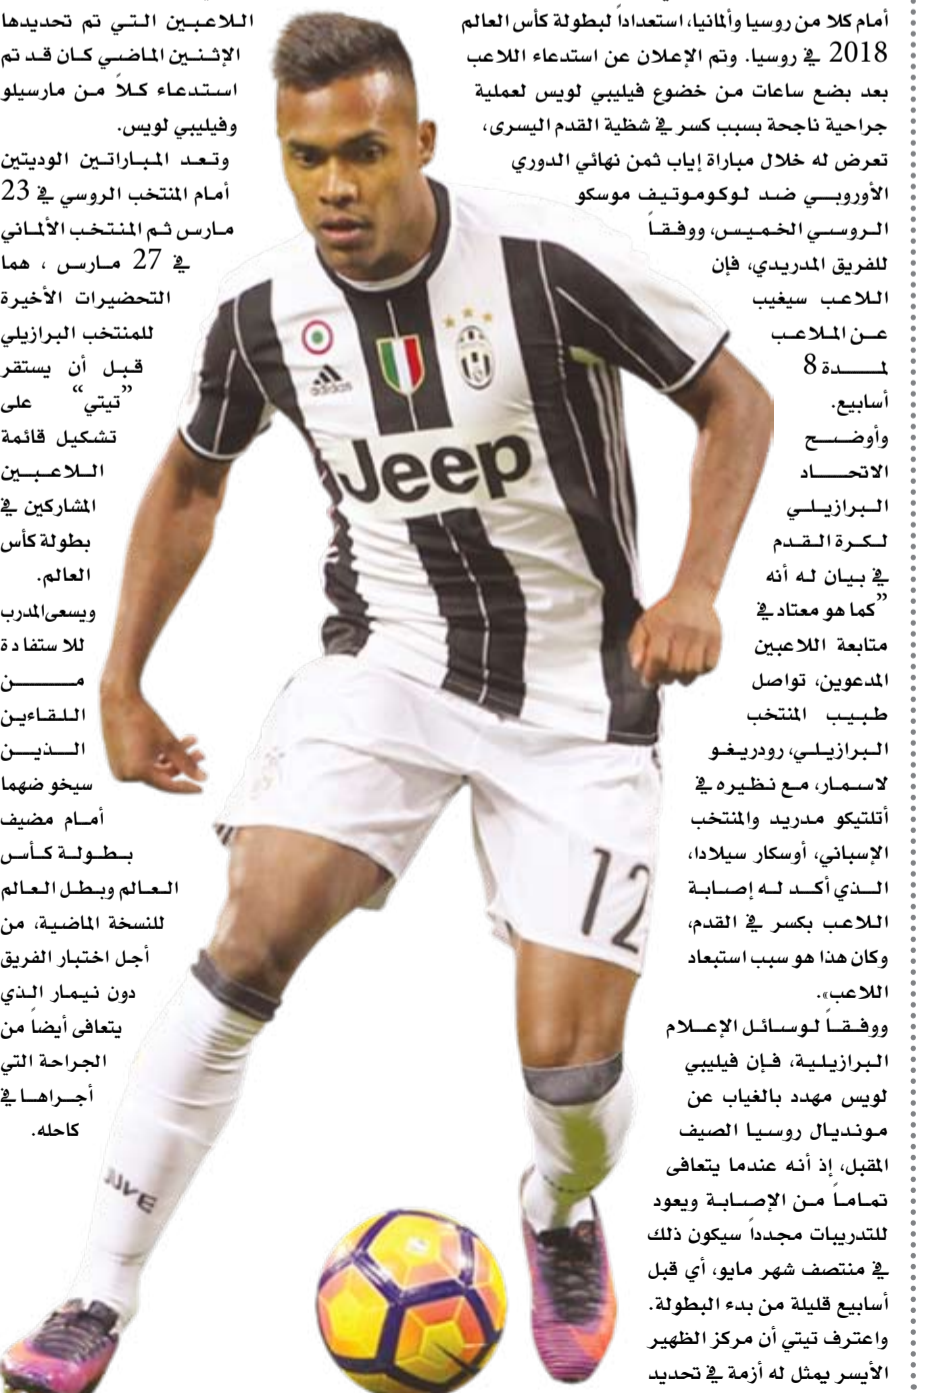 أمام كلا من روسيا وألمانيا، استعداداً لبطولة كأس العالم
2018 في روسيا. وتم الإعلان عن استدعاء اللاعب
بعد بضع ساعات من خضوع فيليبي لويس لعملية
جراحية ناجحة بسبب كسر في شظية القدم اليسرى،
تعرض له خلال مباراة إياب ثمن نهائي الدوري
الأوروبي ضد لوكوموتيف موسكو
الروسي الخميس، ووفقاً
للفريق المدريدي، فإن
اللاعب سيغيب
عن الملاعب
لمدة 8
أسابيع.
وأوضح
الاتحاد
البرازيلي
لكرة القدم
في بيان له أنه
”كما هو معتاد في
متابعة اللاعبين
المدعوين، تواصل
طبيب المنتخب
البرازيلي، رودريغو
لاسمار، مع نظيره في
أتلتيكو مدريد والمنتخب
الإسباني، أوسكار سيلادا،
الذي أكد له إصابة
اللاعب بكسر في القدم،
وكان هذا هو سبب استبعاد
اللاعب».
ووفقاً لوسائل الإعلام
البرازيلية، فإن فيليبي
لويس مهدد بالغياب عن
مونديال روسيا الصيف
المقبل، إذ أنه عندما يتعافى
تماماً من الإصابة ويعود
للتدريبات مجدداً سيكون ذلك
في منتصف شهر مايو، أي قبل
أسابيع قليلة من بدء البطولة.
واعترف تيتي أن مركز الظهير
الأيسر يمثل له أزمة في تحديد
اللاعبين التي تم تحديدها
الإثنين الماضي كان قد تم
استدعاء كلاً من مارسيلو
وفيليبي لويس.
وتعد المباراتين الوديتين
أمام المنتخب الروسي في 23
مارس ثم المنتخب الألماني
في 27 مارس ، هما
التحضيرات الأخيرة
للمنتخب البرازيلي
قبل أن يستقر
”تيتي“ على
تشكيل قائمة
اللاعبين
المشاركين في
بطولة كأس
العالم.
ويسعى المدرب
للاستفادة
من
اللقاءين
الذين
سيخوضهما
أمام مضيف
بطولة كأس
العالم وبطل العالم
للنسخة الماضية، من
أجل اختبار الفريق
دون نيمار الذي
يتعافى أيضاً من
الجراحة التي
أجراها في
كاحله.
adidas
Jeep
12
JUVE